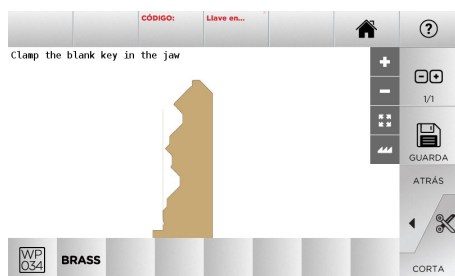 CÓDIGO: Llave en...
?
Clamp the blank key in the jaw
+
-
1/1
GUARDA
ATRÁS
CORTA
WP
034
BRASS